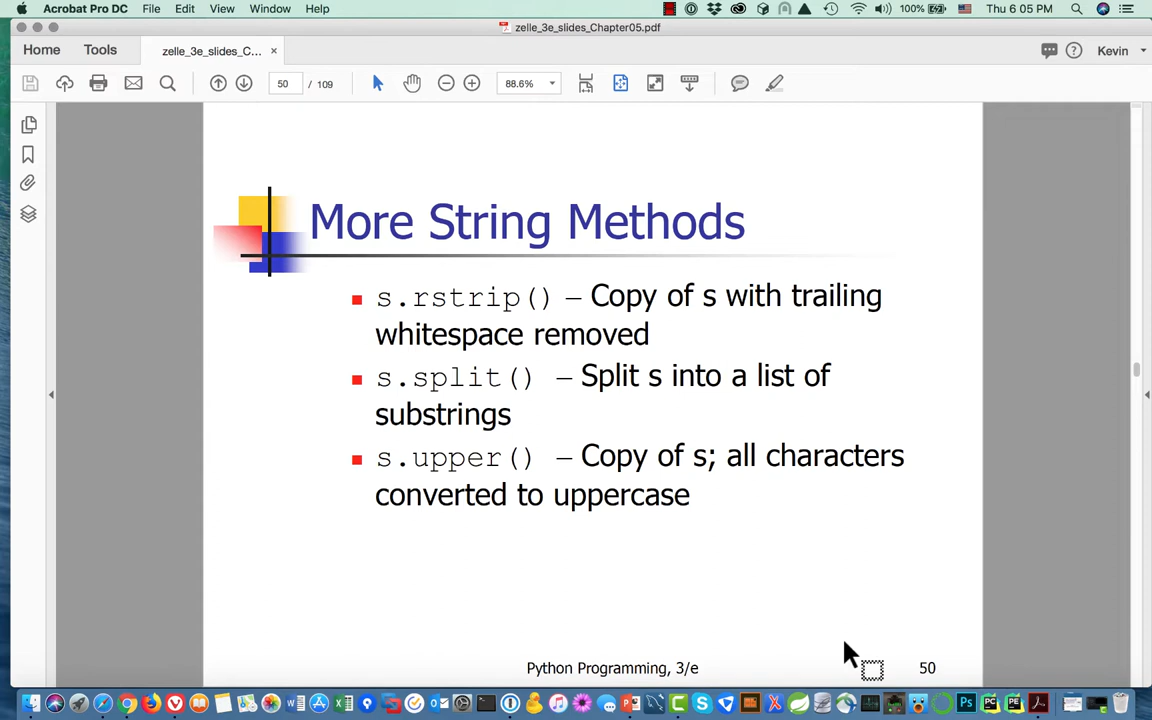 Acrobat Pro DC File Edit View Window Help 100% Thu 6:05 PM
zelle_3e_slides_Chapter05.pdf
Home Tools zelle_3e_slides_C... × Kevin
50 / 109 88.6%
More String Methods
s.rstrip() – Copy of s with trailing
whitespace removed
s.split() – Split s into a list of
substrings
s.upper() – Copy of s; all characters
converted to uppercase
Python Programming, 3/e 50